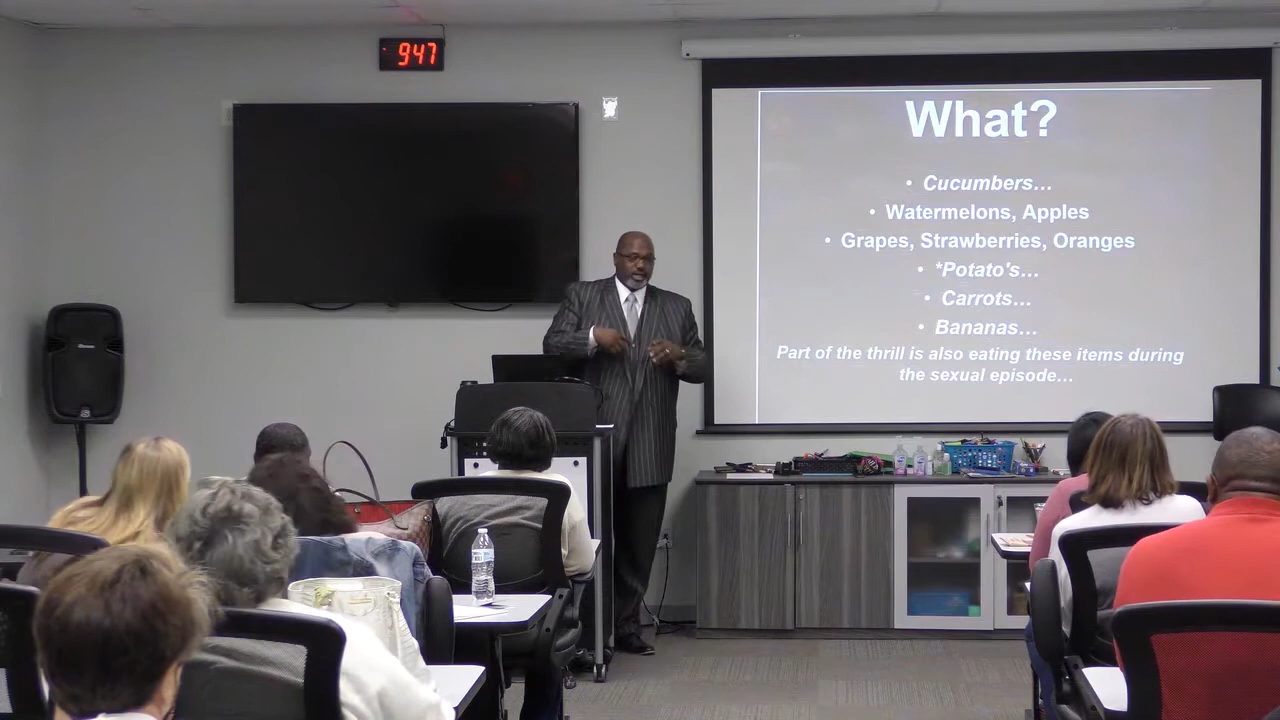 947
What?
• Cucumbers…
• Watermelons, Apples
• Grapes, Strawberries, Oranges
• *Potato's…
• Carrots…
• Bananas…
Part of the thrill is also eating these items during
the sexual episode…